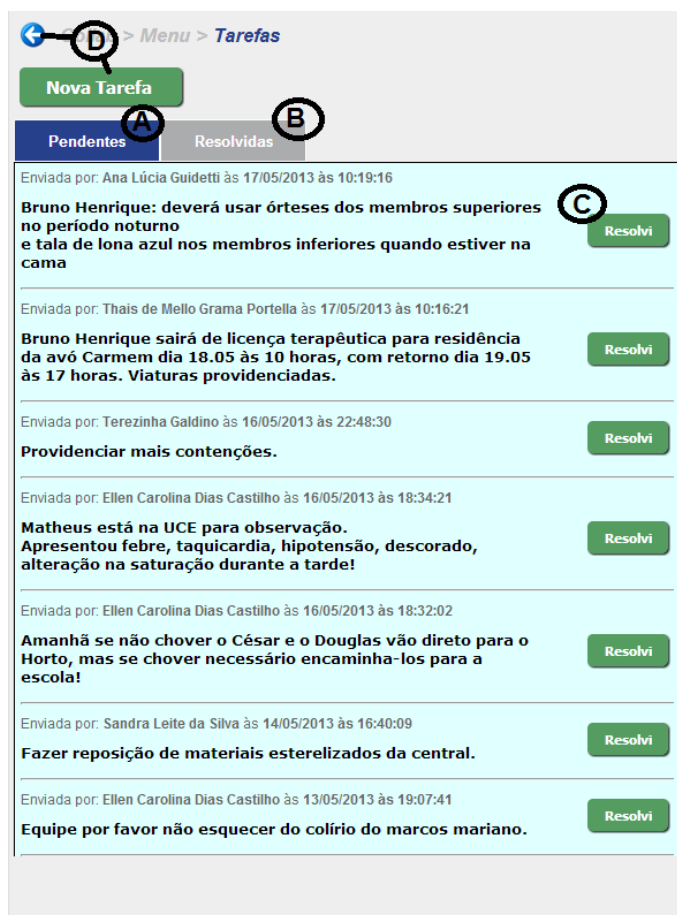 D > Menu > Tarefas
Nova Tarefa
A
B
Pendentes
Resolvidas
Enviada por: Ana Lúcia Guidetti às 17/05/2013 às 10:19:16
Bruno Henrique: deverá usar órteses dos membros superiores
no período noturno
e tala de lona azul nos membros inferiores quando estiver na
cama
C
Resolvi
Enviada por: Thais de Mello Grama Portella às 17/05/2013 às 10:16:21
Bruno Henrique sairá de licença terapêutica para residência
da avó Carmem dia 18.05 às 10 horas, com retorno dia 19.05
às 17 horas. Viaturas providenciadas.
Resolvi
Enviada por: Terezinha Galdino às 16/05/2013 às 22:48:30
Providenciar mais contenções.
Resolvi
Enviada por: Ellen Carolina Dias Castilho às 16/05/2013 às 18:34:21
Matheus está na UCE para observação.
Apresentou febre, taquicardia, hipotensão, descorado,
alteração na saturação durante a tarde!
Resolvi
Enviada por: Ellen Carolina Dias Castilho às 16/05/2013 às 18:32:02
Amanhã se não chover o César e o Douglas vão direto para o
Horto, mas se chover necessário encaminha-los para a
escola!
Resolvi
Enviada por: Sandra Leite da Silva às 14/05/2013 às 16:40:09
Fazer reposição de materiais esterelizados da central.
Resolvi
Enviada por: Ellen Carolina Dias Castilho às 13/05/2013 às 19:07:41
Equipe por favor não esquecer do colírio do marcos mariano.
Resolvi